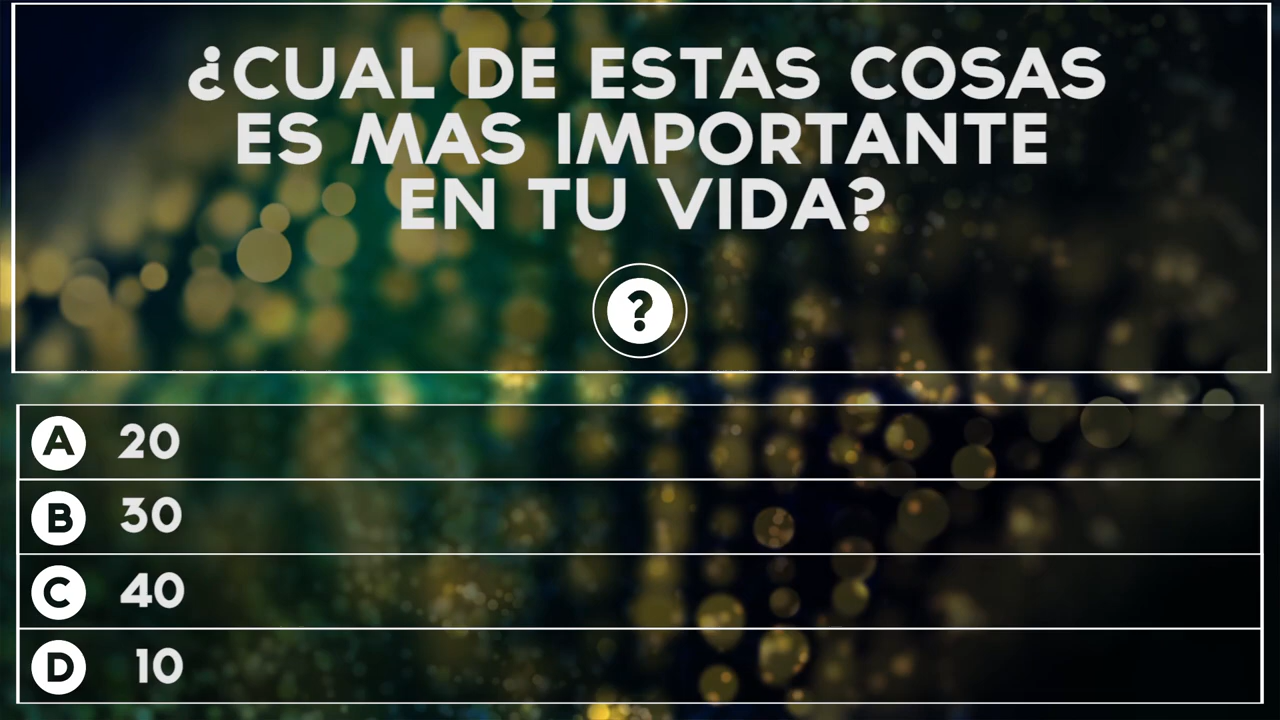 ¿CUAL DE ESTAS COSAS
ES MAS IMPORTANTE
EN TU VIDA?
?
A 20
B 30
C 40
D 10